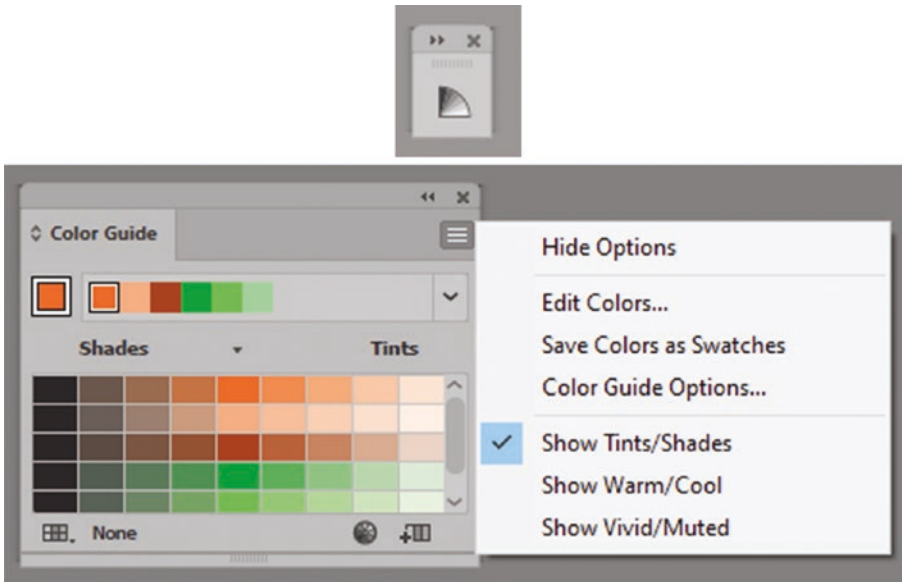 Color Guide
Shades Tints
None
Hide Options
Edit Colors...
Save Colors as Swatches
Color Guide Options...
Show Tints/Shades
Show Warm/Cool
Show Vivid/Muted